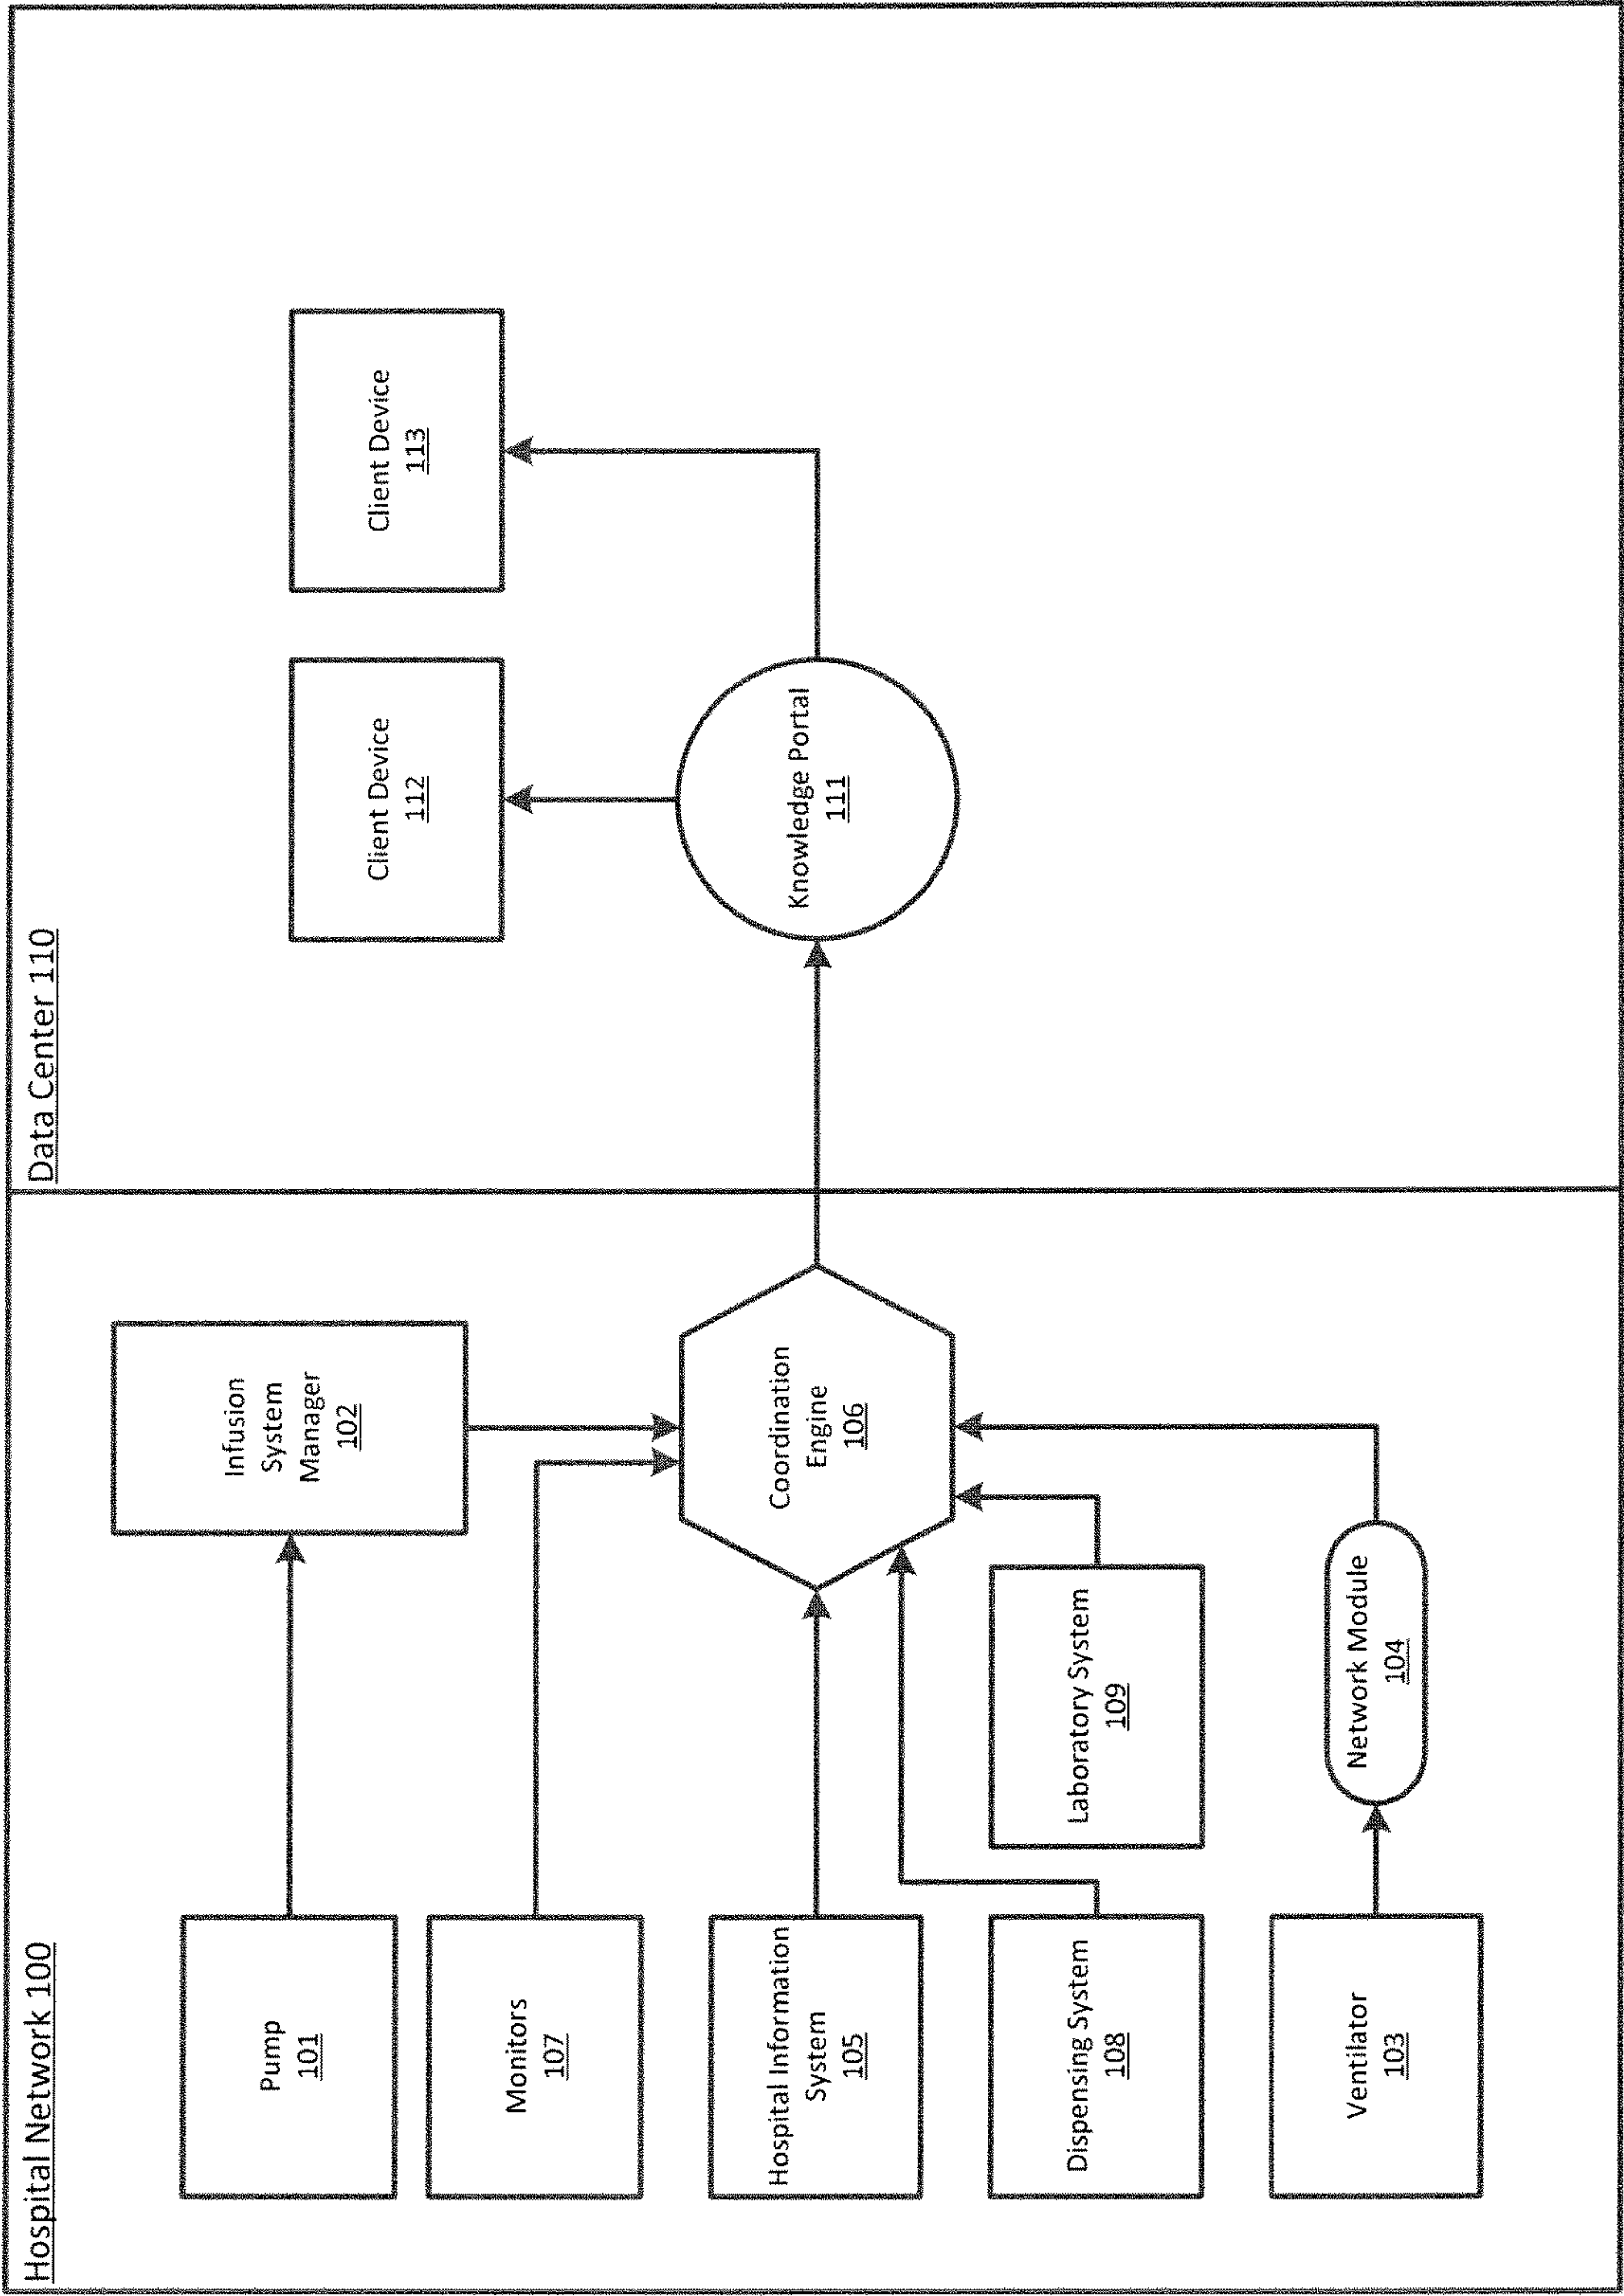 Hospital Network 100
Pump
101
Infusion
System
Manager
102
Monitors
107
Hospital Information
System
105
Coordination
Engine
106
Dispensing System
108
Laboratory System
109
Ventilator
103
Network Module
104
Data Center 110
Client Device
112
Client Device
113
Knowledge Portal
111